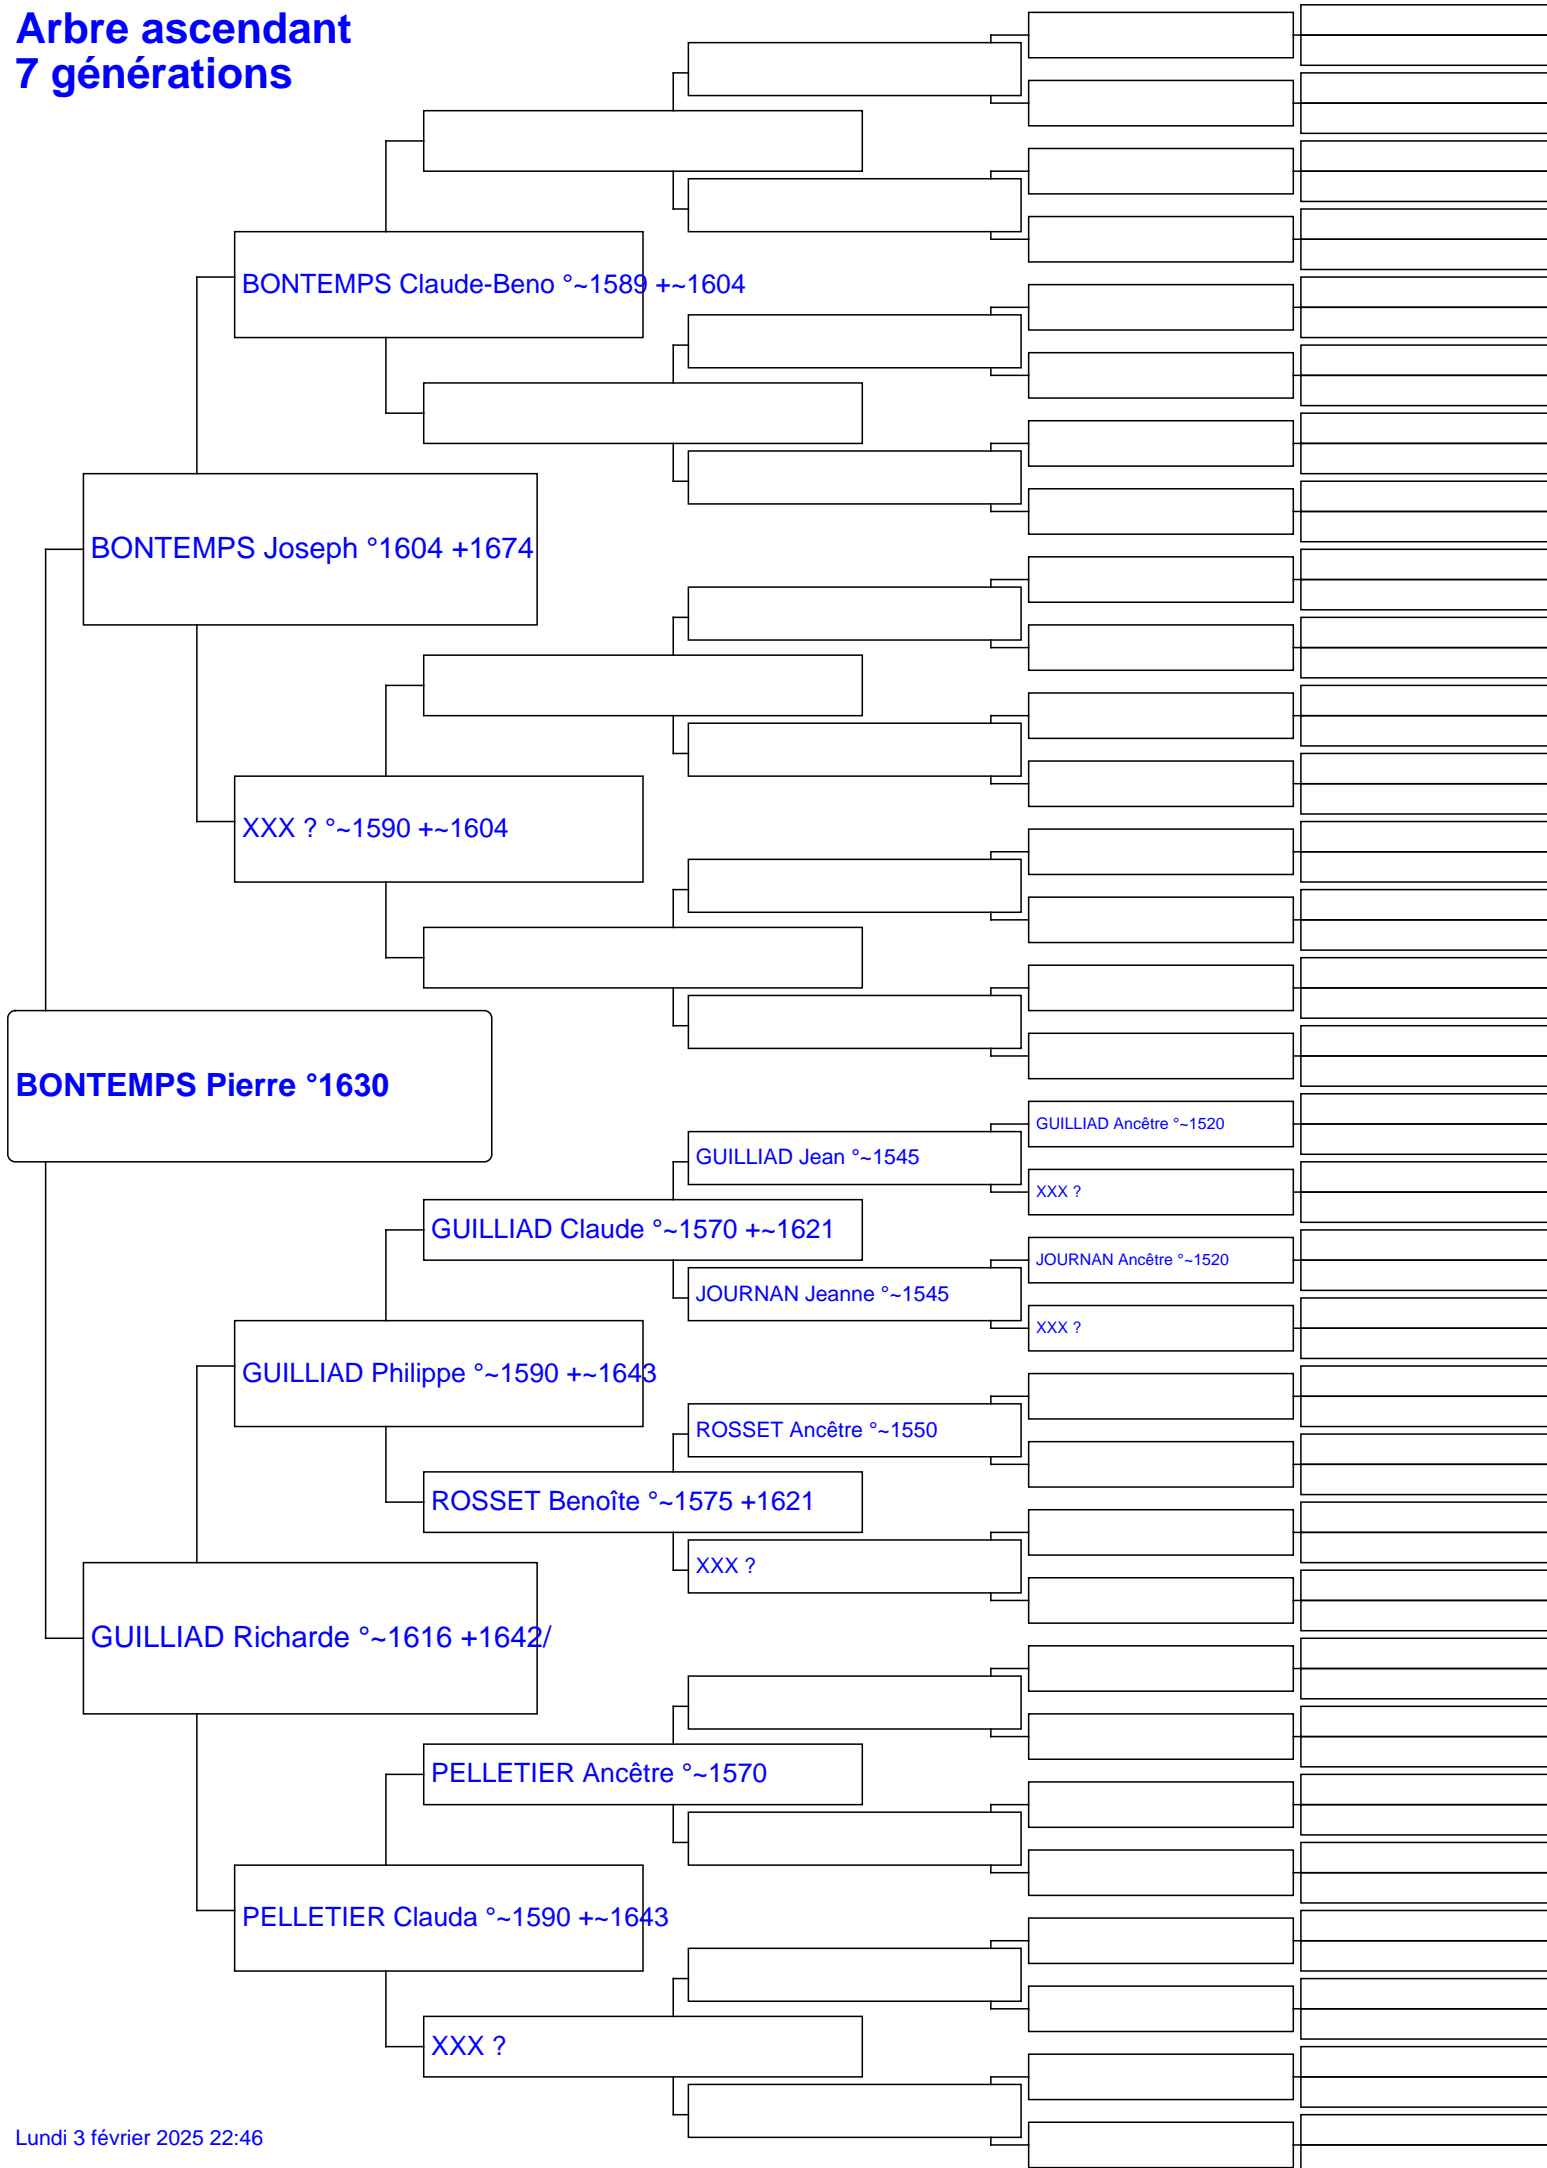 Arbre ascendant
7 générations
BONTEMPS Claude-Beno °~1589 +~1604
BONTEMPS Joseph °1604 +1674
XXX ? °~1590 +~1604
BONTEMPS Pierre °1630
GUILLIAD Ancêtre °~1520
GUILLIAD Jean °~1545
XXX ?
GUILLIAD Claude °~1570 +~1621
JOURNAN Ancêtre °~1520
JOURNAN Jeanne °~1545
XXX ?
GUILLIAD Philippe °~1590 +~1643
ROSSET Ancêtre °~1550
ROSSET Benoîte °~1575 +1621
XXX ?
GUILLIAD Richarde °~1616 +1642/
PELLETIER Ancêtre °~1570
PELLETIER Clauda °~1590 +~1643
XXX ?
Lundi 3 février 2025 22:46